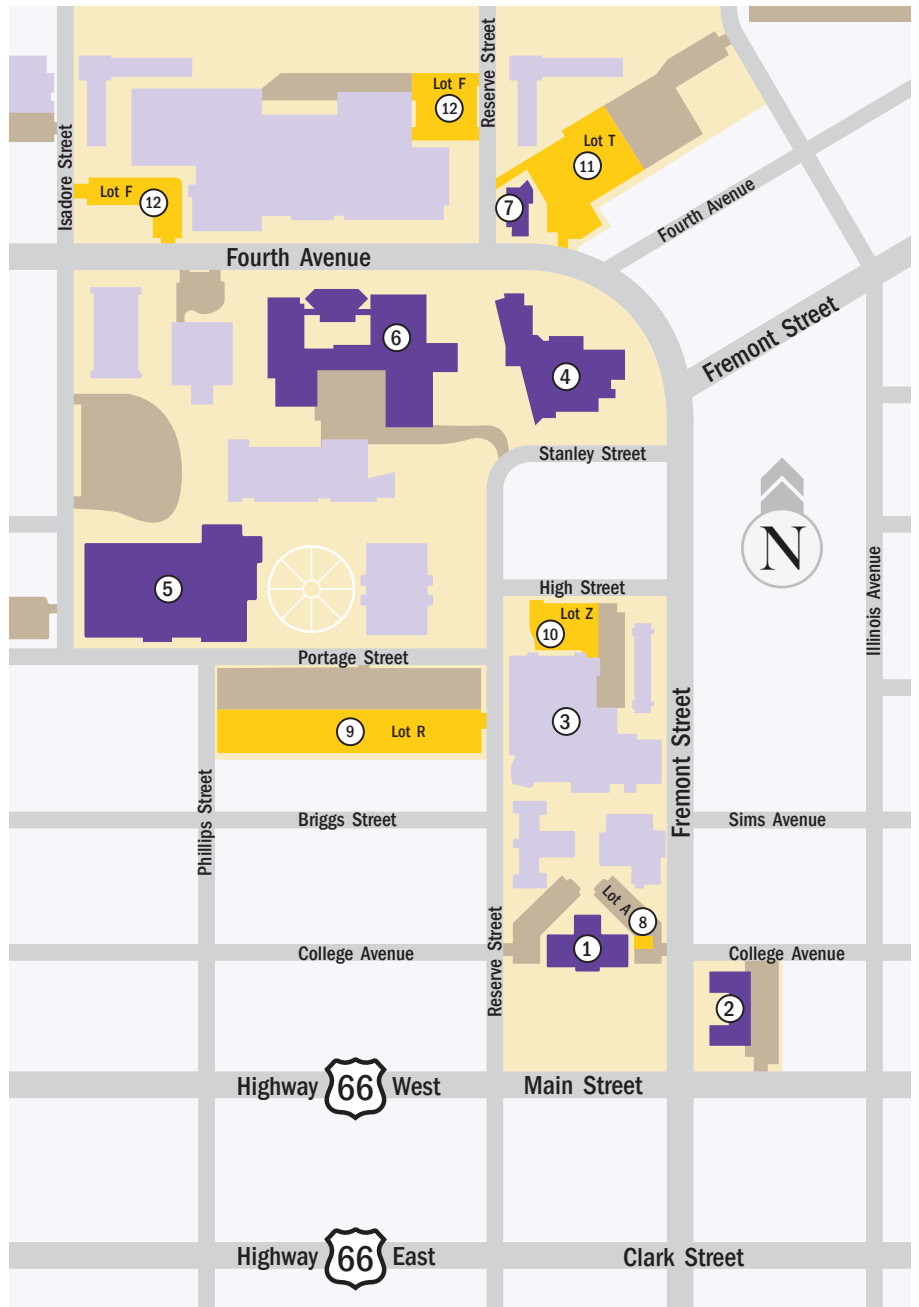 Lot F
12
Reserve Street
Lot T
11
Isadore Street
Lot F
12
7
Fourth Avenue
Fourth Avenue
6
4
Fremont Street
Stanley Street
N
5
High Street
Lot Z
10
Illinois Avenue
Portage Street
9
Lot R
3
Fremont Street
Phillips Street
Briggs Street
Sims Avenue
Lot A
8
Reserve Street
College Avenue
1
College Avenue
2
Highway 66 West
Main Street
Highway 66 East
Clark Street